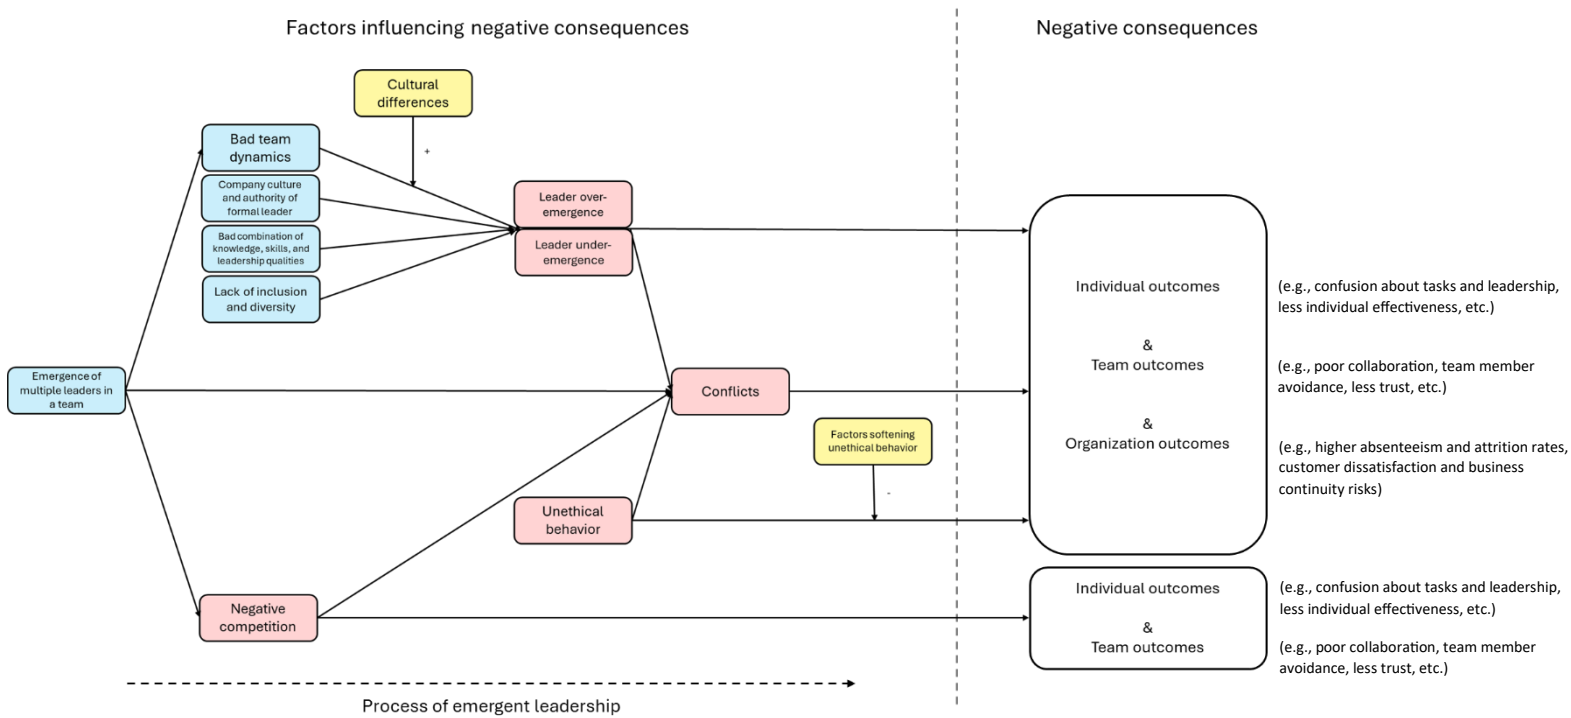 Factors influencing negative consequences
Negative consequences
Cultural
differences
+
Bad team
dynamics
Company culture
and authority of
formal leader
Bad combination of
knowledge, skills, and
leadership qualities
Lack of inclusion
and diversity
Leader over-
emergence
Leader under-
emergence
Emergence of
multiple leaders in
a team
Conflicts
Factors softening
unethical behavior
-
Unethical
behavior
Negative
competition
Individual outcomes
&
Team outcomes
&
Organization outcomes
(e.g., confusion about tasks and leadership,
less individual effectiveness, etc.)
(e.g., poor collaboration, team member
avoidance, less trust, etc.)
(e.g., higher absenteeism and attrition rates,
customer dissatisfaction and business
continuity risks)
Individual outcomes
&
Team outcomes
(e.g., confusion about tasks and leadership,
less individual effectiveness, etc.)
(e.g., poor collaboration, team member
avoidance, less trust, etc.)
Process of emergent leadership